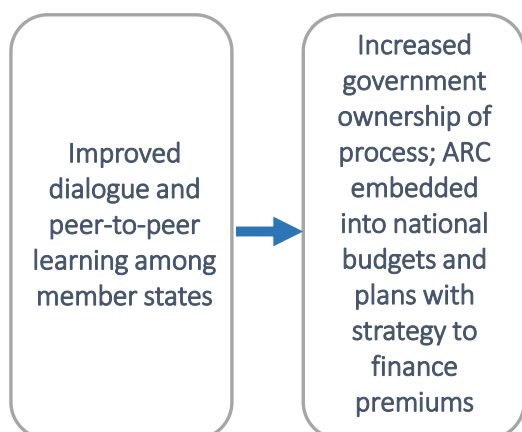 Improved
dialogue and
peer-to-peer
learning among
member states
Increased
government
ownership of
process; ARC
embedded
into national
budgets and
plans with
strategy to
finance
premiums